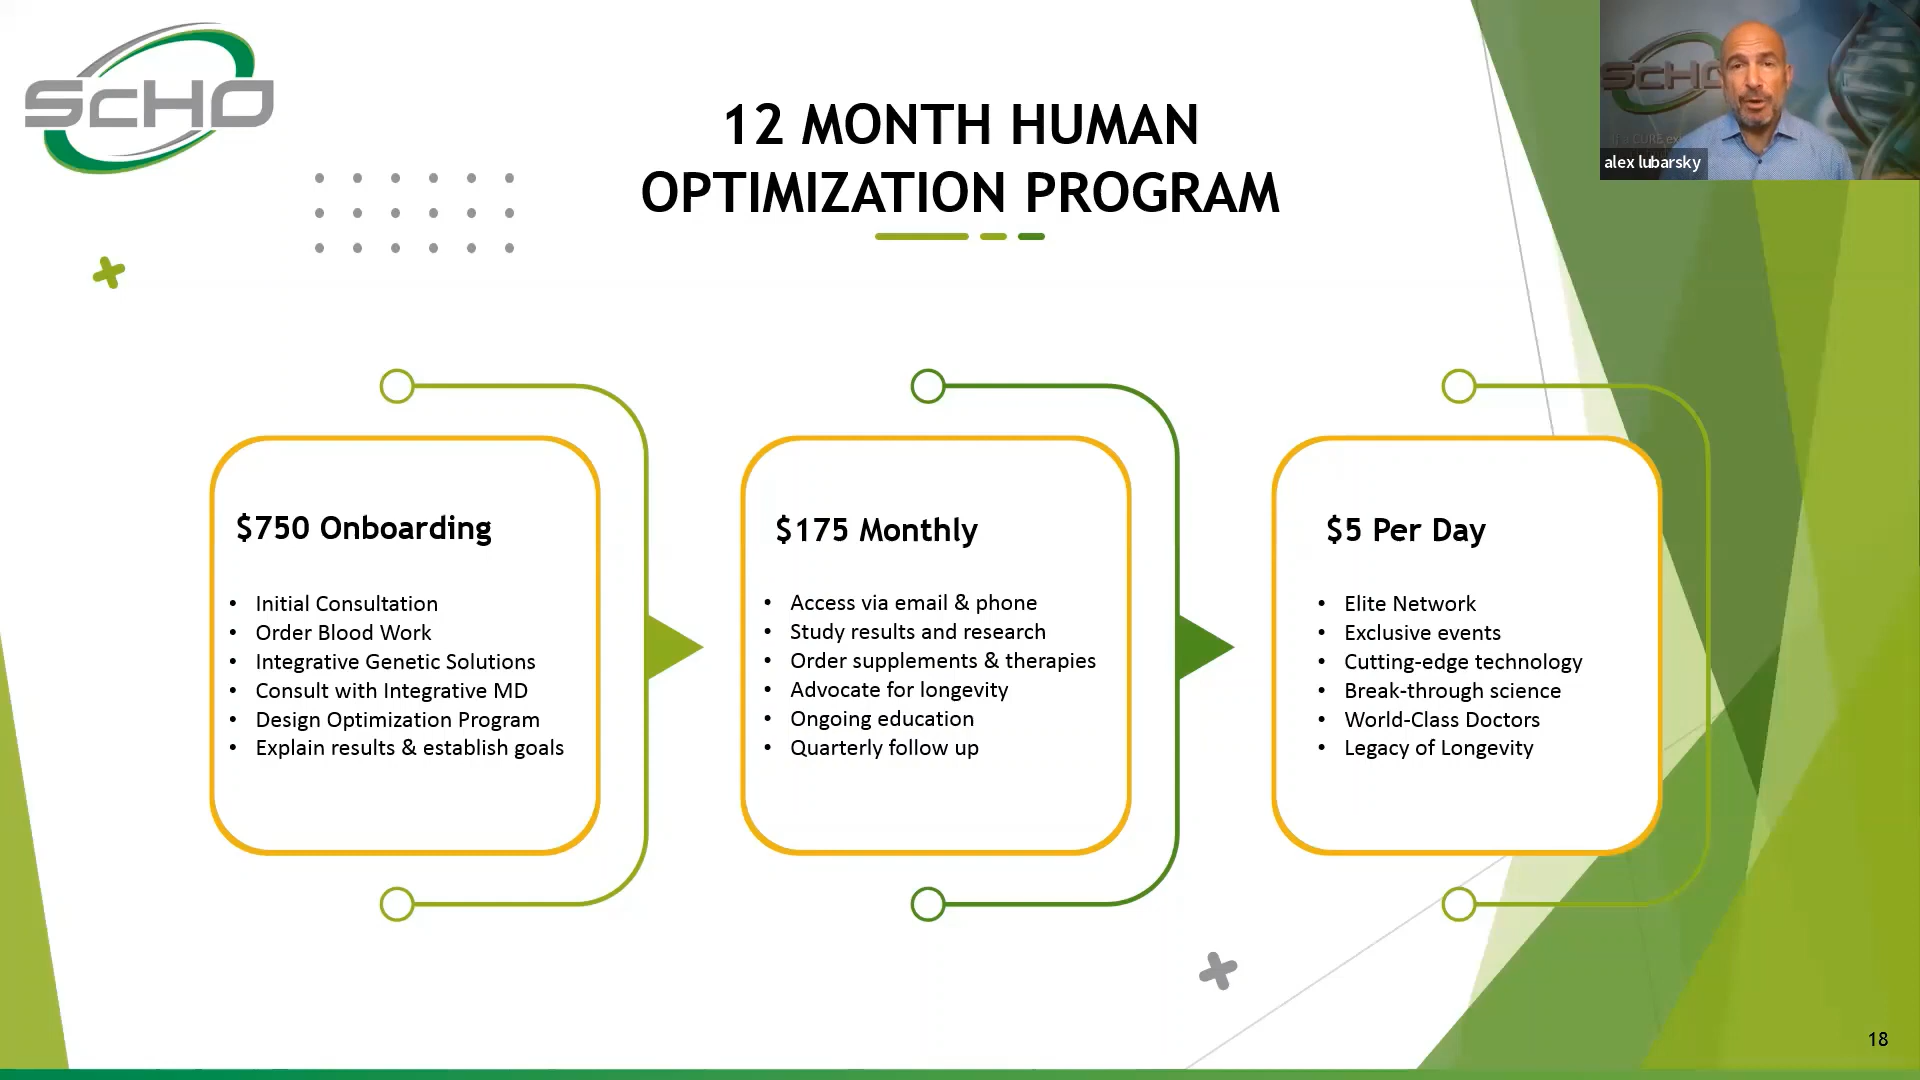 SCHO
12 MONTH HUMAN
OPTIMIZATION PROGRAM
SCHO
alex lubarsky
$750 Onboarding
• Initial Consultation
• Order Blood Work
• Integrative Genetic Solutions
• Consult with Integrative MD
• Design Optimization Program
• Explain results & establish goals
$175 Monthly
• Access via email & phone
• Study results and research
• Order supplements & therapies
• Advocate for longevity
• Ongoing education
• Quarterly follow up
$5 Per Day
• Elite Network
• Exclusive events
• Cutting-edge technology
• Break-through science
• World-Class Doctors
• Legacy of Longevity
18